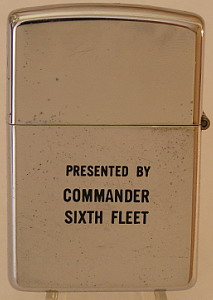 PRESENTED BY
COMMANDER
SIXTH FLEET